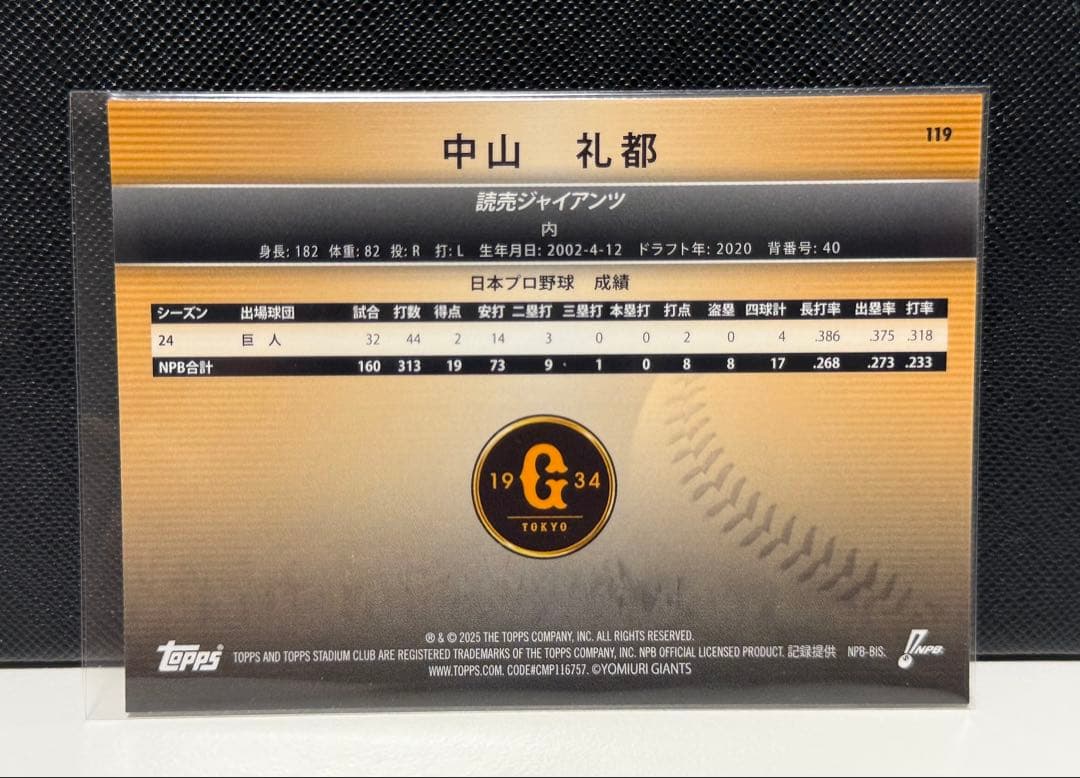 119
中山 礼都
読売ジャイアンツ
内
身長: 182 体重: 82 投: R 打: L 生年月日: 2002-4-12 ドラフト年: 2020 背番号: 40
日本プロ野球 成績
シーズン 出場球団 試合 打数 得点 安打 二塁打 三塁打 本塁打 打点 盗塁 四球計 長打率 出塁率 打率
24 巨人 32 44 2 14 3 0 0 2 0 4 .386 .375 .318
NPB合計 160 313 19 73 9 1 0 8 8 17 .268 .273 .233
19 G 34
TOKYO
® & © 2025 THE TOPPS COMPANY, INC. ALL RIGHTS RESERVED.
topps TOPPS AND TOPPS STADIUM CLUB ARE REGISTERED TRADEMARKS OF THE TOPPS COMPANY, INC. NPB OFFICIAL LICENSED PRODUCT. 記録提供 NPB-BIS. NPB
WWW.TOPPS.COM. CODE#CMP116757. ©YOMIURI GIANTS